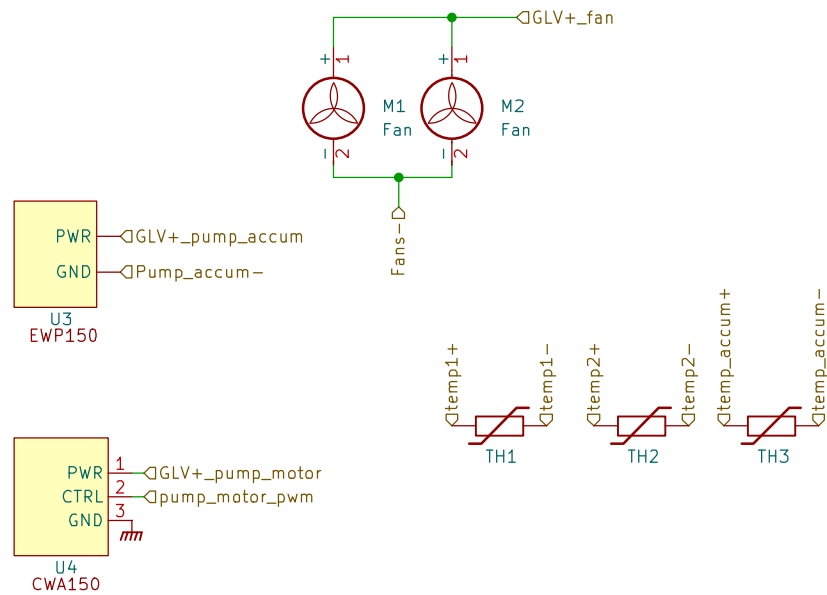 GLV+_fan
+ 1
+ 1
M1
Fan
M2
Fan
- 2
- 2
Fans-
PWR
GLV+_pump_accum
GND
Pump_accum-
U3
EWP150
temp1+
temp1-
temp2+
temp2-
temp_accum+
temp_accum-
TH1
TH2
TH3
PWR 1 GLV+_pump_motor
CTRL 2 pump_motor_pwm
GND 3
U4
CWA150